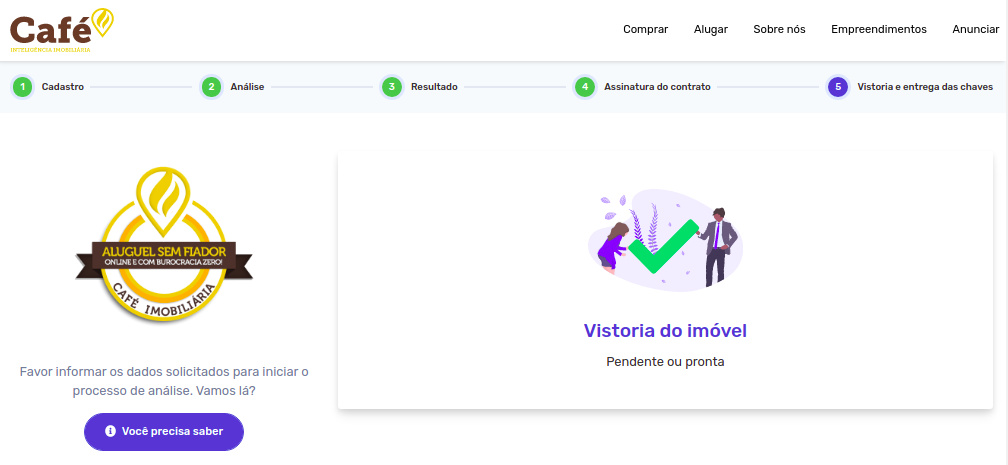 Café
INTELIGÊNCIA IMOBILIÁRIA
Comprar
Alugar
Sobre nós
Empreendimentos
Anunciar
1 Cadastro
2 Análise
3 Resultado
4 Assinatura do contrato
5 Vistoria e entrega das chaves
ALUGUEL SEM FIADOR
ONLINE E COM BUROCRACIA ZERO!
CAFÉ IMOBILIÁRIA
Favor informar os dados solicitados para iniciar o
processo de análise. Vamos lá?
Você precisa saber
Vistoria do imóvel
Pendente ou pronta